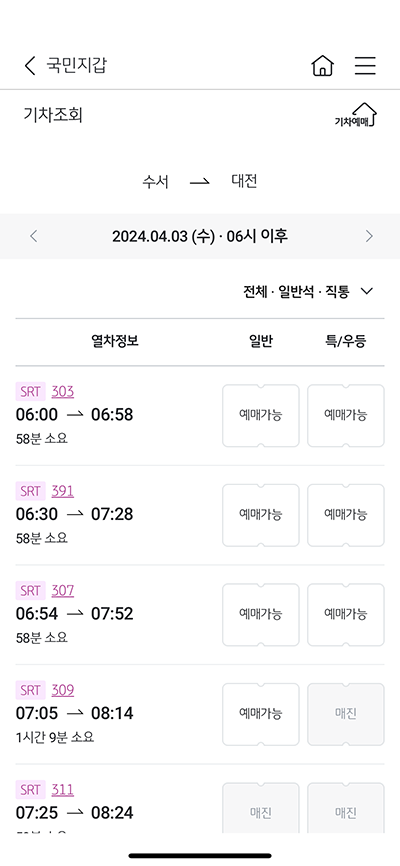 국민지갑
기차조회
기차예매
수서 → 대전
2024.04.03 (수) · 06시 이후
전체 · 일반석 · 직통
열차정보 일반 특/우등
SRT 303
06:00 → 06:58 예매가능 예매가능
58분 소요
SRT 391
06:30 → 07:28 예매가능 예매가능
58분 소요
SRT 307
06:54 → 07:52 예매가능 예매가능
58분 소요
SRT 309
07:05 → 08:14 예매가능 매진
1시간 9분 소요
SRT 311
07:25 → 08:24 매진 매진